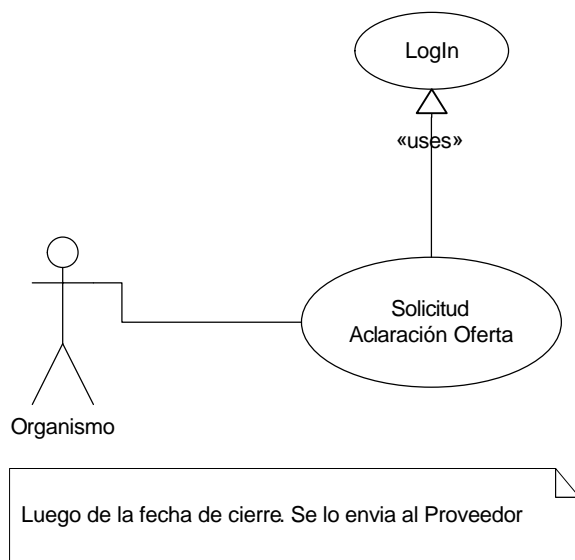 LogIn
«uses»
Solicitud
Aclaración Oferta
Organismo
Luego de la fecha de cierre. Se lo envia al Proveedor